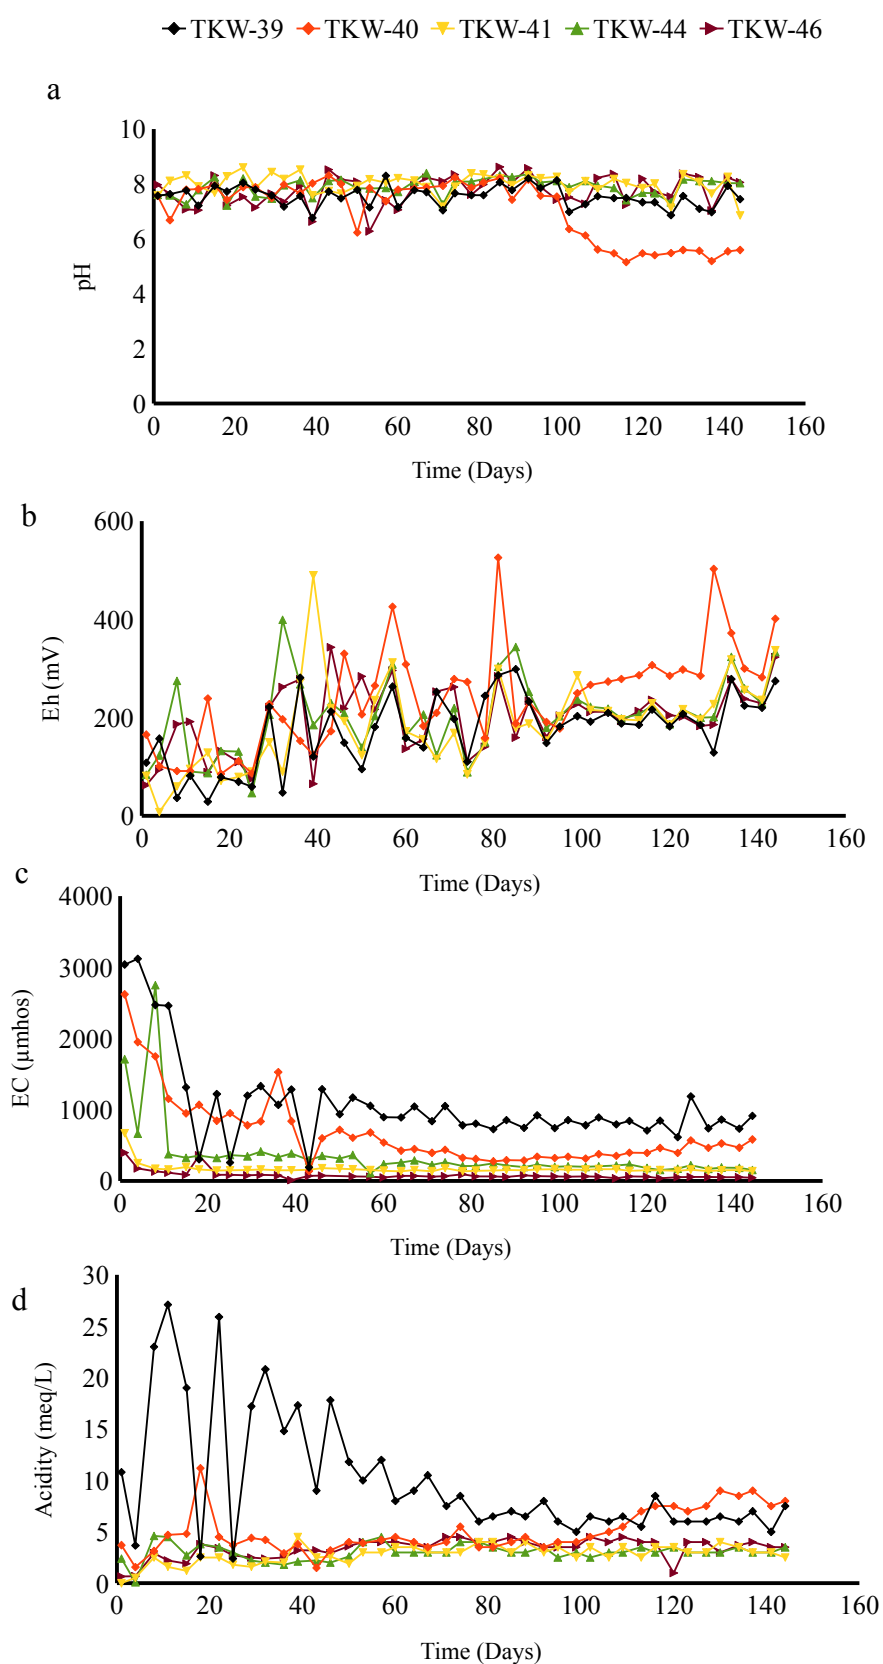 TKW-39 TKW-40 TKW-41 TKW-44 TKW-46
a
10
8
6
4
2
0
pH
0 20 40 60 80 100 120 140 160
Time (Days)
b
600
400
200
0
Eh (mV)
0 20 40 60 80 100 120 140 160
Time (Days)
c
4000
3000
2000
1000
0
EC (µmhos)
0 20 40 60 80 100 120 140 160
Time (Days)
d
30
25
20
15
10
5
0
Acidity (meq/L)
0 20 40 60 80 100 120 140 160
Time (Days)